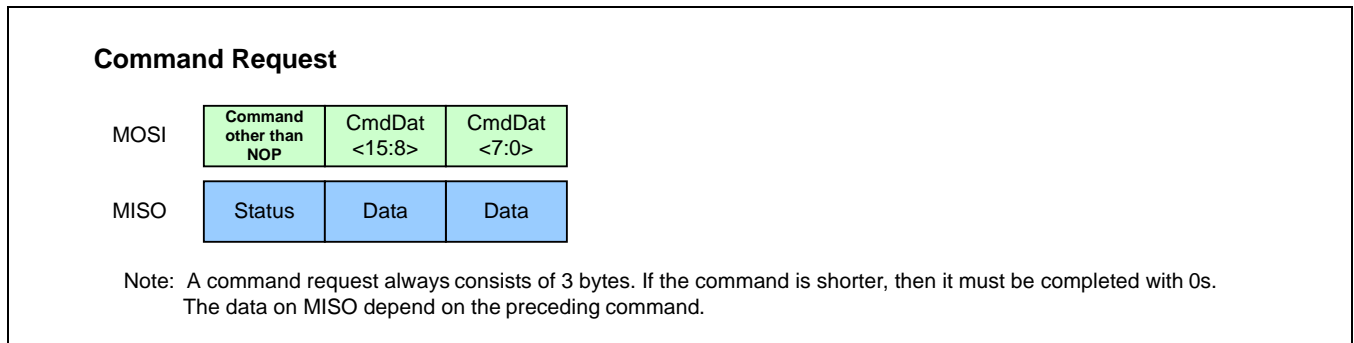 Command Request
MOSI
Command
other than
NOP
CmdDat
<15:8>
CmdDat
<7:0>
MISO
Status
Data
Data
Note: A command request always consists of 3 bytes. If the command is shorter, then it must be completed with 0s.
The data on MISO depend on the preceding command.